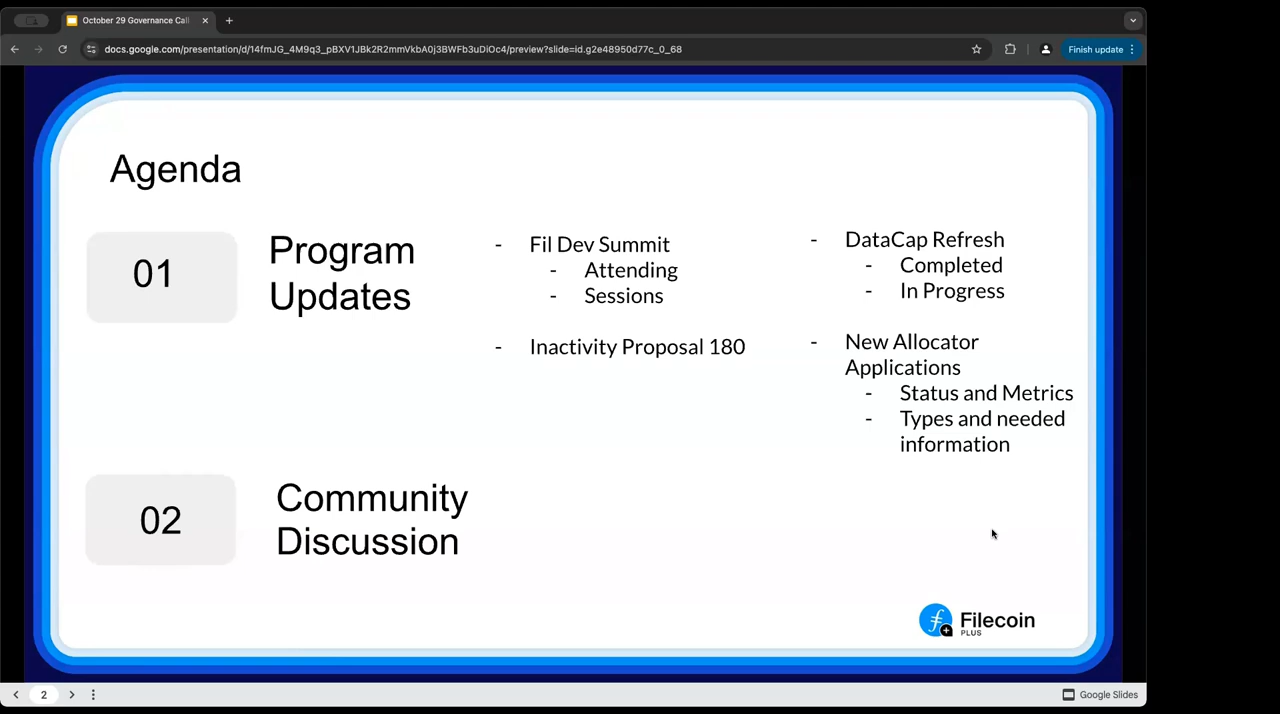 October 29 Governance Call
docs.google.com/presentation/d/14fmJG_4M9q3_pBXV1JBk2R2mmVkbA0j3BWFb3uDiOc4/preview?slide=id.g2e48950d77c_0_68
Finish update
Agenda
01
Program
Updates
- Fil Dev Summit
- Attending
- Sessions
- Inactivity Proposal 180
- DataCap Refresh
- Completed
- In Progress
- New Allocator
Applications
- Status and Metrics
- Types and needed
information
02
Community
Discussion
Filecoin
PLUS
2
Google Slides